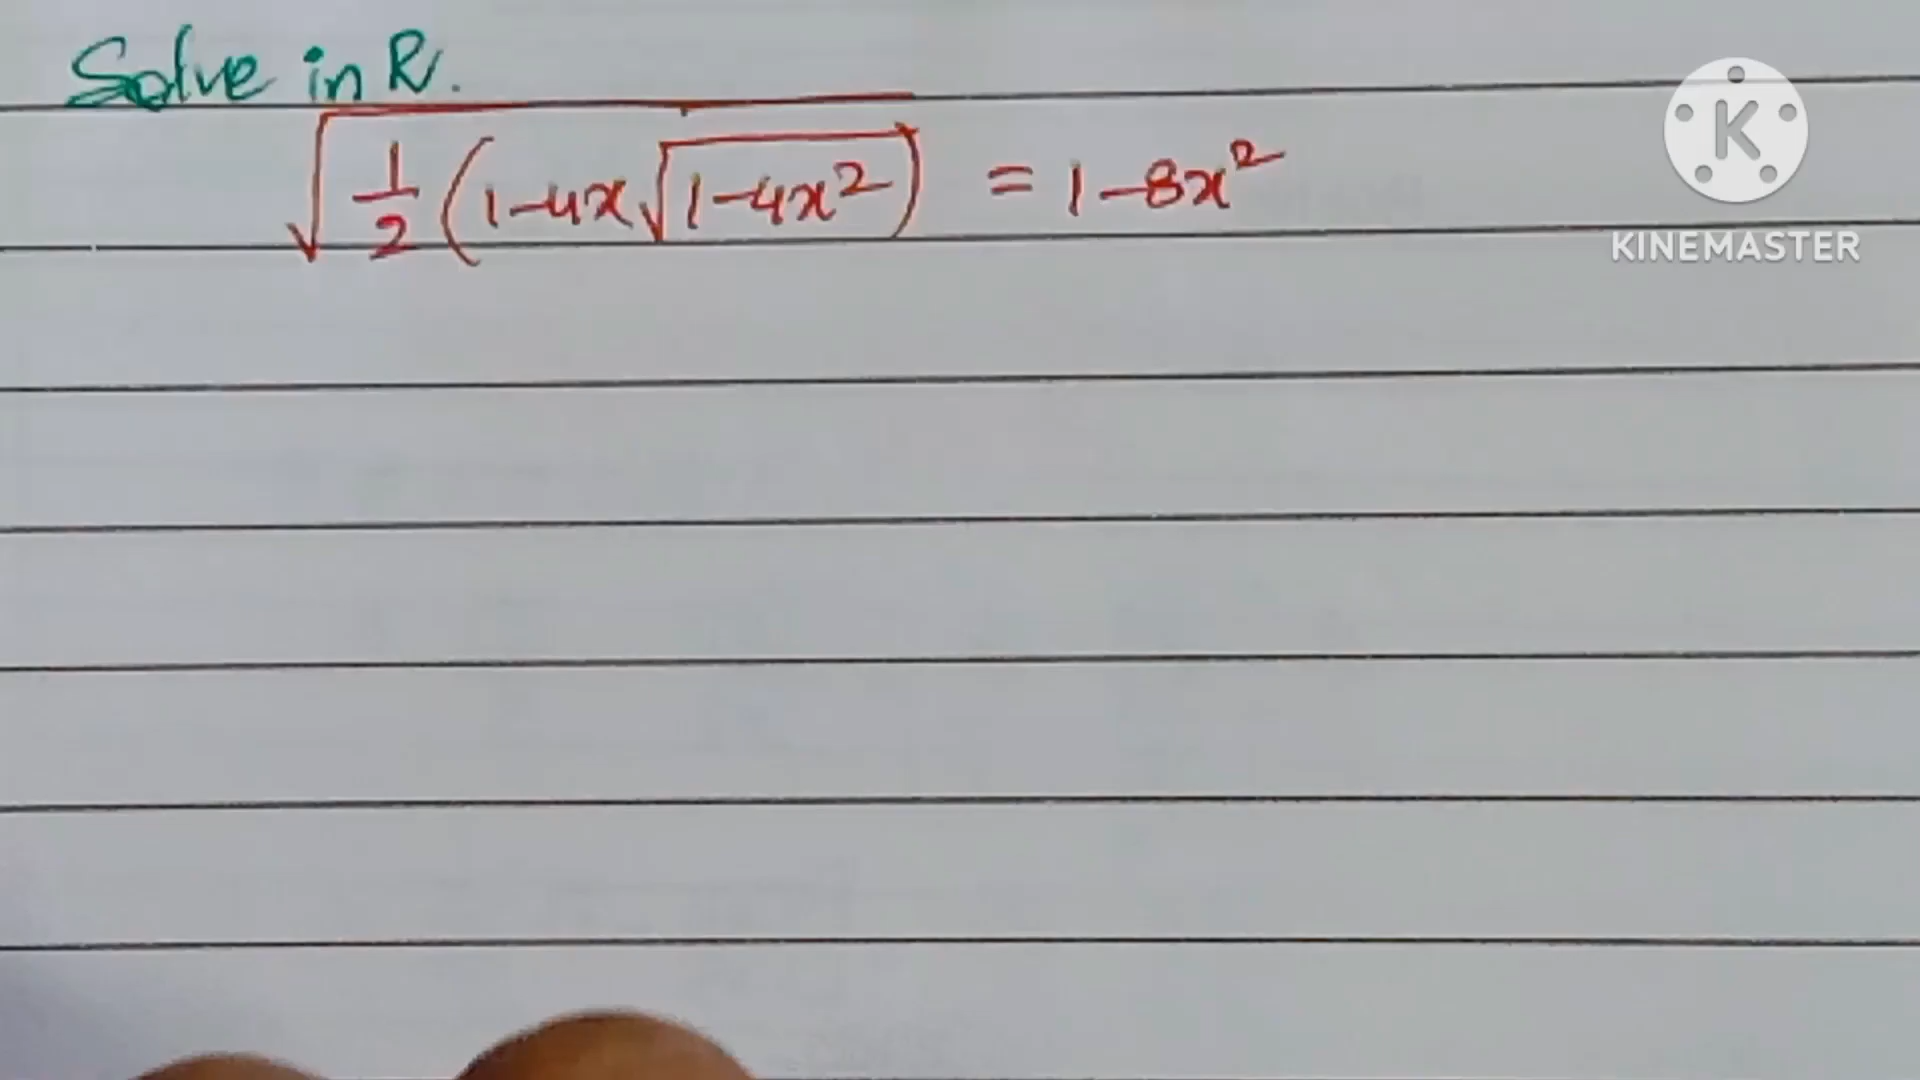 Solve in R.
√(1/2 (1-4x√(1-4x²))) = 1-8x²
K
KINEMASTER